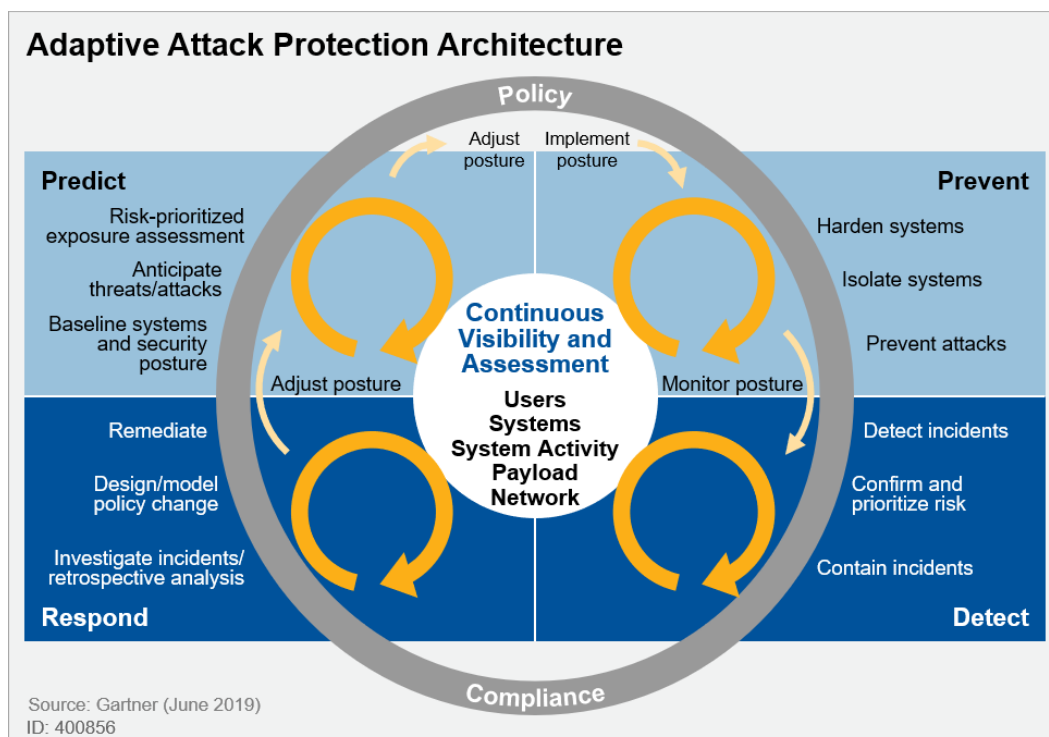 Adaptive Attack Protection Architecture
Policy
Adjust
posture
Implement
posture
Predict
Risk-prioritized
exposure assessment
Anticipate
threats/attacks
Baseline systems
and security
posture
Adjust posture
Prevent
Harden systems
Isolate systems
Prevent attacks
Monitor posture
Continuous
Visibility and
Assessment
Users
Systems
System Activity
Payload
Network
Remediate
Design/model
policy change
Investigate incidents/
retrospective analysis
Respond
Detect incidents
Confirm and
prioritize risk
Contain incidents
Detect
Compliance
Source: Gartner (June 2019)
ID: 400856